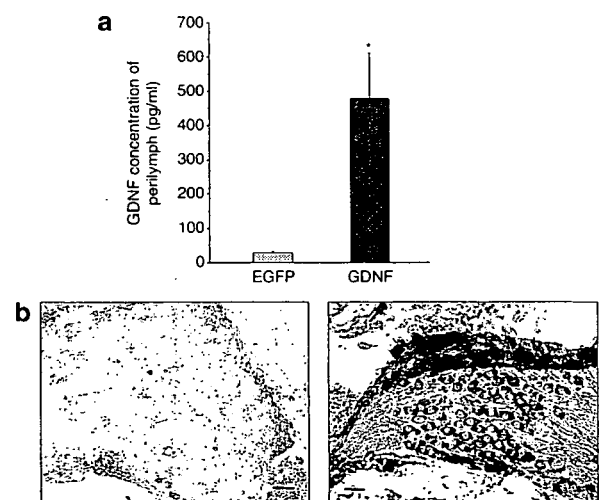 a
GDNF concentration of
perilymph (pg/ml)
700
600
500
400
300
200
100
0
*
EGFP
GDNF
b